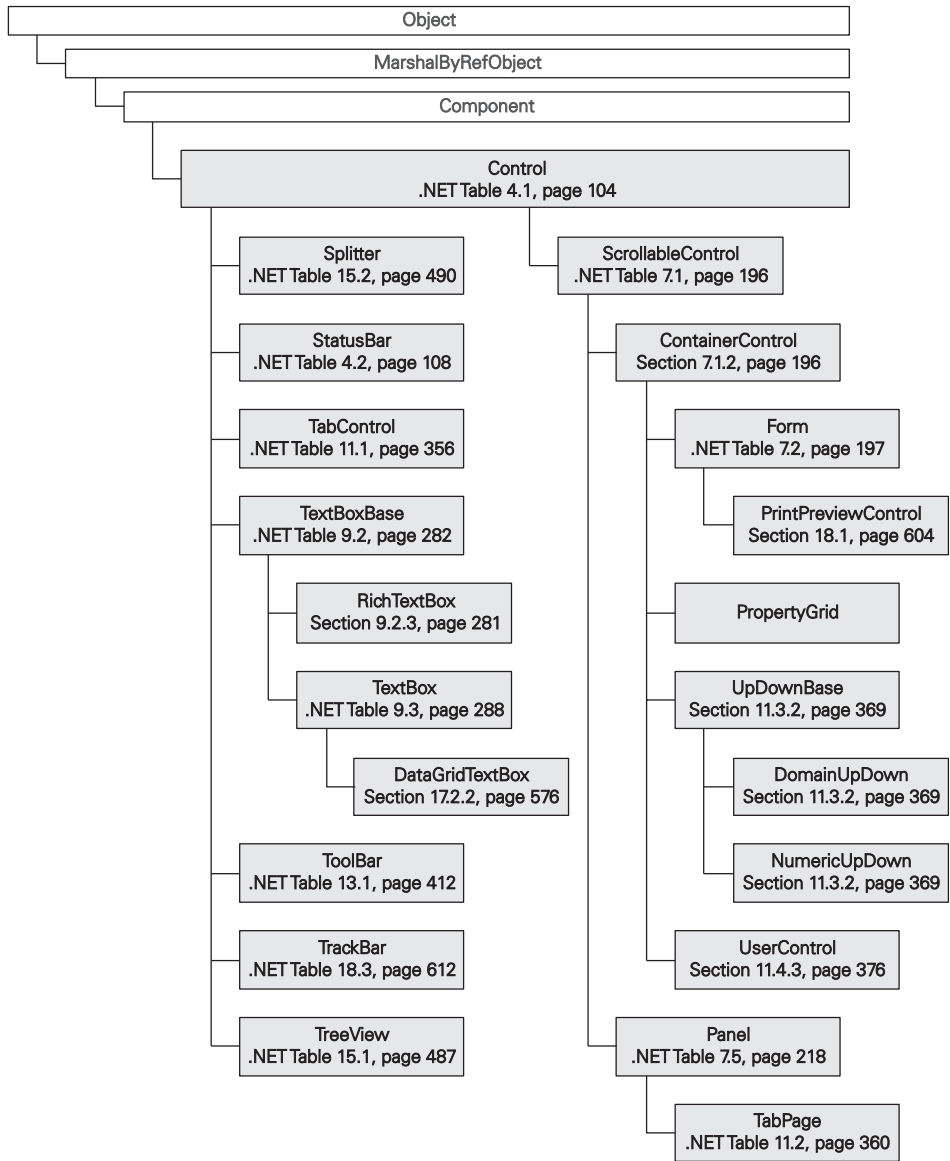 Object
MarshalByRefObject
Component
Control
.NET Table 4.1, page 104
Splitter
.NET Table 15.2, page 490
StatusBar
.NET Table 4.2, page 108
TabControl
.NET Table 11.1, page 356
TextBoxBase
.NET Table 9.2, page 282
RichTextBox
Section 9.2.3, page 281
TextBox
.NET Table 9.3, page 288
DataGridTextBox
Section 17.2.2, page 576
ToolBar
.NET Table 13.1, page 412
TrackBar
.NET Table 18.3, page 612
TreeView
.NET Table 15.1, page 487
ScrollableControl
.NET Table 7.1, page 196
ContainerControl
Section 7.1.2, page 196
Form
.NET Table 7.2, page 197
PrintPreviewControl
Section 18.1, page 604
PropertyGrid
UpDownBase
Section 11.3.2, page 369
DomainUpDown
Section 11.3.2, page 369
NumericUpDown
Section 11.3.2, page 369
UserControl
Section 11.4.3, page 376
Panel
.NET Table 7.5, page 218
TabPage
.NET Table 11.2, page 360